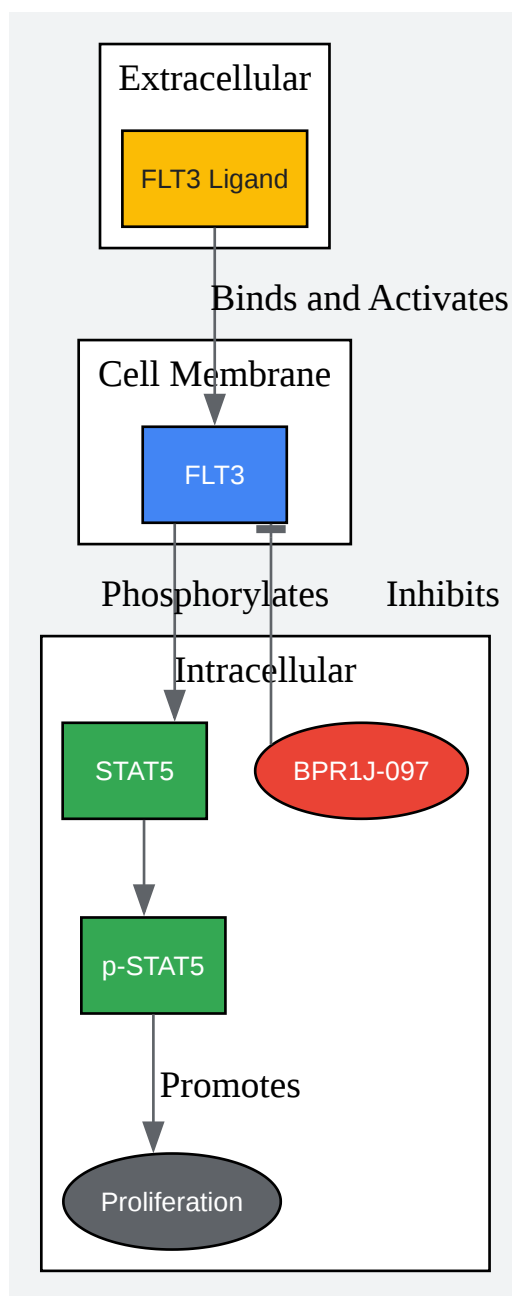 Extracellular
FLT3 Ligand
Binds and Activates
Cell Membrane
FLT3
Phosphorylates
Inhibits
Intracellular
STAT5
BPR1J-097
p-STAT5
Promotes
Proliferation